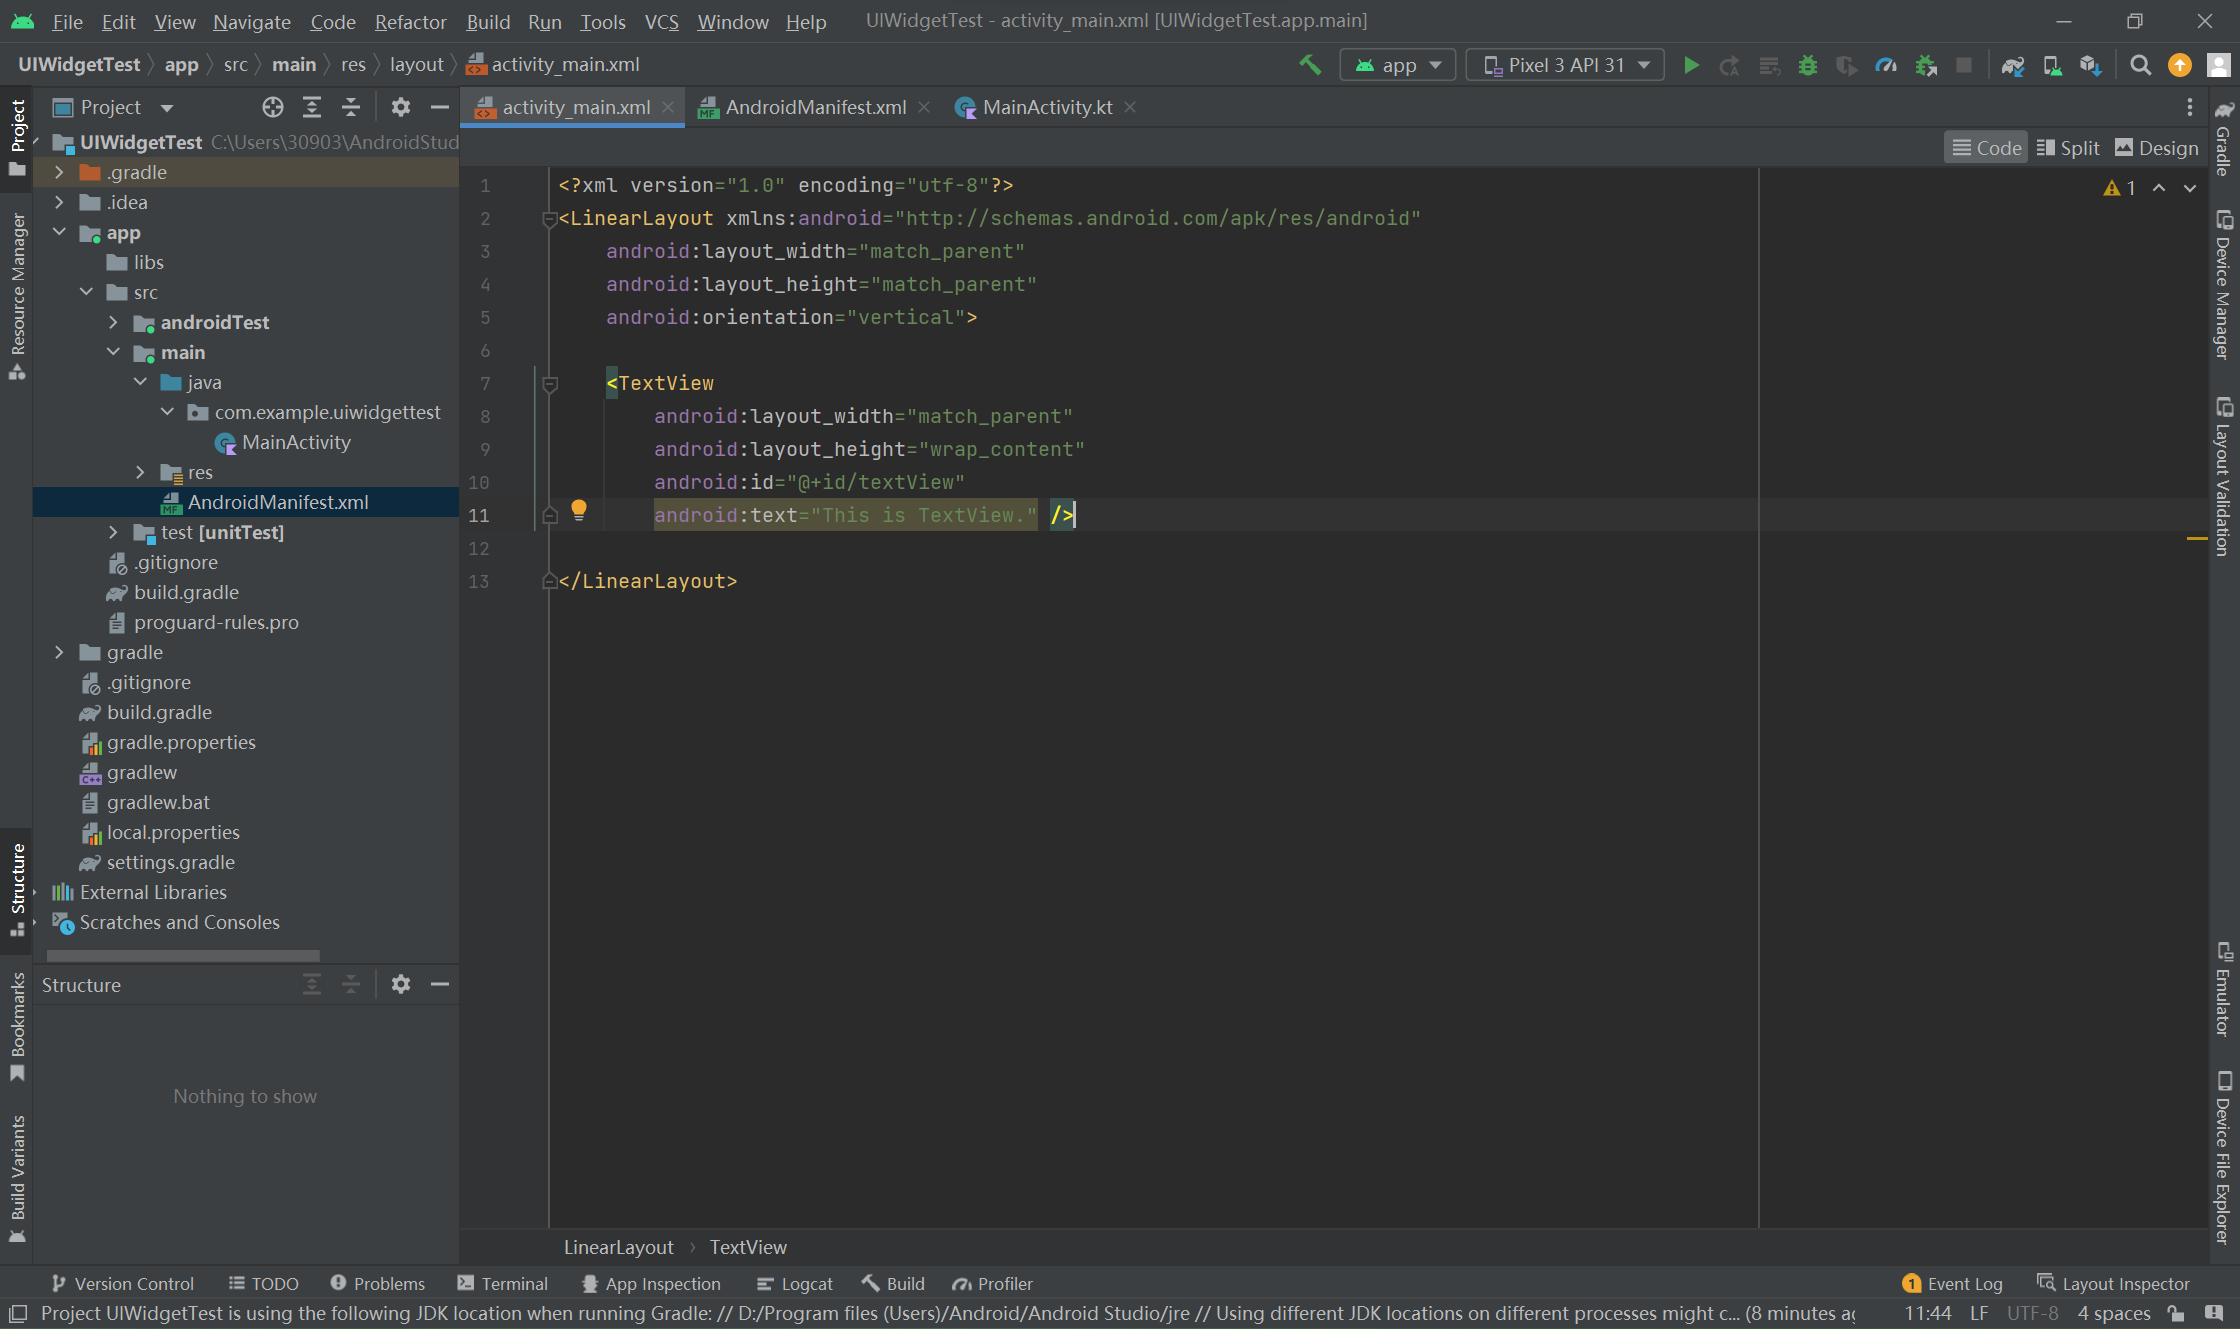 File Edit View Navigate Code Refactor Build Run Tools VCS Window Help UIWidgetTest - activity_main.xml [UIWidgetTest.app.main]
UIWidgetTest app src main res layout activity_main.xml app Pixel 3 API 31
Project
activity_main.xml AndroidManifest.xml MainActivity.kt
Code Split Design
UIWidgetTest C:\Users\30903\AndroidStud
.gradle
.idea
app
libs
src
androidTest
main
java
com.example.uiwidgettest
MainActivity
res
AndroidManifest.xml
test [unitTest]
.gitignore
build.gradle
proguard-rules.pro
gradle
.gitignore
build.gradle
gradle.properties
gradlew
gradlew.bat
local.properties
settings.gradle
External Libraries
Scratches and Consoles
Structure
Nothing to show
1 <?xml version="1.0" encoding="utf-8"?>
2 <LinearLayout xmlns:android="http://schemas.android.com/apk/res/android"
3 android:layout_width="match_parent"
4 android:layout_height="match_parent"
5 android:orientation="vertical">
6
7 <TextView
8 android:layout_width="match_parent"
9 android:layout_height="wrap_content"
10 android:id="@+id/textView"
11 android:text="This is TextView." />
12
13 </LinearLayout>
1
LinearLayout TextView
Project
Resource Manager
Structure
Bookmarks
Build Variants
Gradle
Device Manager
Layout Validation
Emulator
Device File Explorer
Version Control TODO Problems Terminal App Inspection Logcat Build Profiler 1 Event Log Layout Inspector
Project UIWidgetTest is using the following JDK location when running Gradle: // D:/Program files (Users)/Android/Android Studio/jre // Using different JDK locations on different processes might c... (8 minutes ag 11:44 LF UTF-8 4 spaces